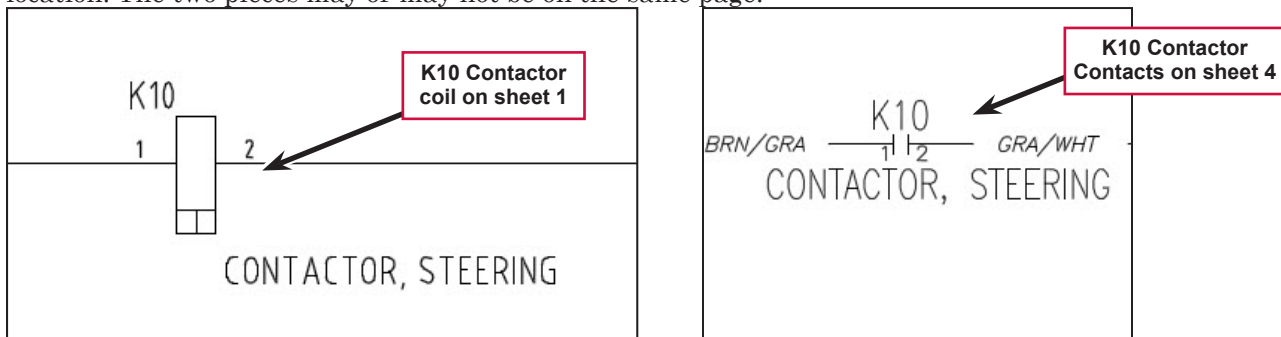 location. The two pieces may or may not be on the same page.
K10 Contactor
coil on sheet 1
K10
1 2
CONTACTOR, STEERING
K10 Contactor
Contacts on sheet 4
K10
BRN/GRA 1 2 GRA/WHT
CONTACTOR, STEERING